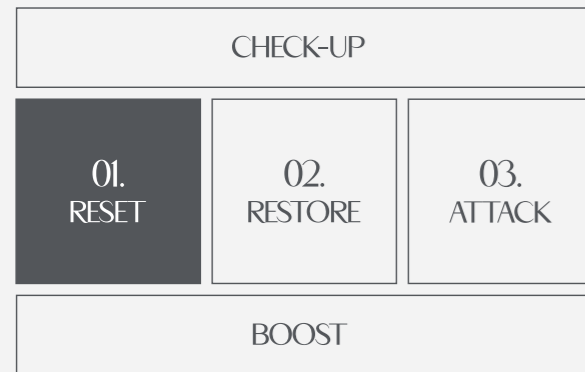 CHECK-UP
01.
RESET
02.
RESTORE
03.
ATTACK
BOOST